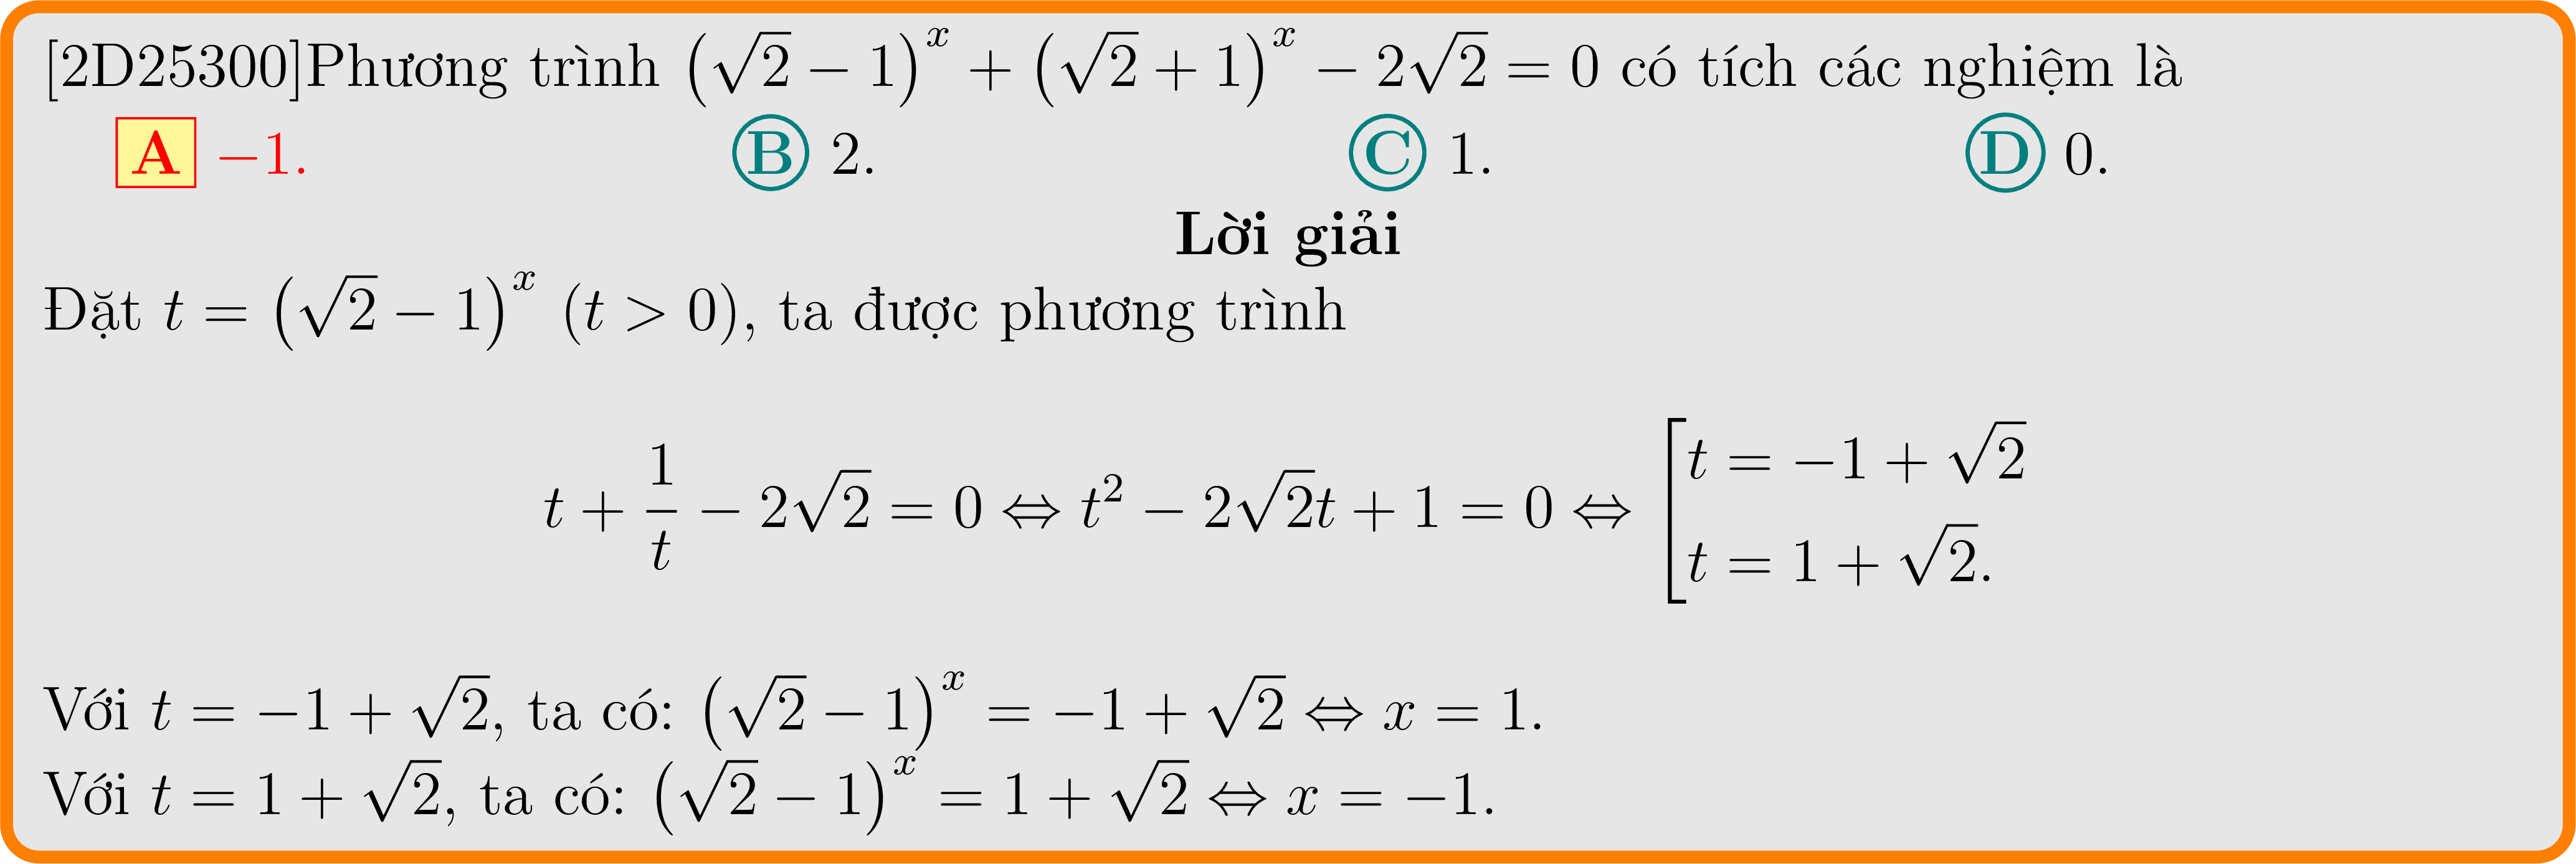 [2D25300]Phương trình $\left(\sqrt{2}-1\right)^x+\left(\sqrt{2}+1\right)^x-2\sqrt{2}=0$ có tích các nghiệm là
A −1. B 2. C 1. D 0.
Lời giải
Đặt $t=\left(\sqrt{2}-1\right)^x$ $(t>0)$, ta được phương trình
$t+\dfrac{1}{t}-2\sqrt{2}=0\Leftrightarrow t^2-2\sqrt{2}t+1=0\Leftrightarrow\left[\begin{array}{l}t=-1+\sqrt{2}\\t=1+\sqrt{2}.\end{array}\right.$
Với $t=-1+\sqrt{2}$, ta có: $\left(\sqrt{2}-1\right)^x=-1+\sqrt{2}\Leftrightarrow x=1.$
Với $t=1+\sqrt{2}$, ta có: $\left(\sqrt{2}-1\right)^x=1+\sqrt{2}\Leftrightarrow x=-1.$